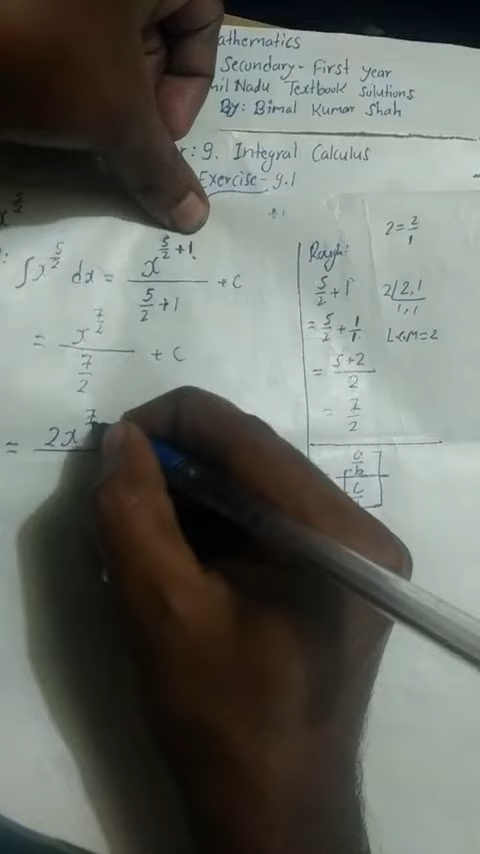 athematics
Secondary - First year
il Nadu Textbook Solutions
By: Bimal Kumar Shah
r: 9. Integral Calculus
Exercise - 9.1
x^{5/2}
: ∫x^{5/2} dx = x^{5/2 + 1} / (5/2 + 1) + C
= x^{7/2} / (7/2) + C
= 2x^{7
Rough:
2 = 2/1
5/2 + 1
= 5/2 + 1/1
= (5+2)/2
= 7/2
2|2, 1
1, 1
LCM = 2
a/b
c